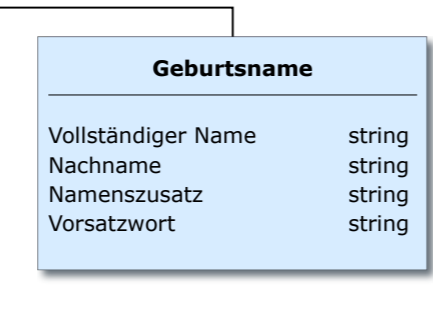 Geburtsname
Vollständiger Name string
Nachname string
Namenszusatz string
Vorsatzwort string